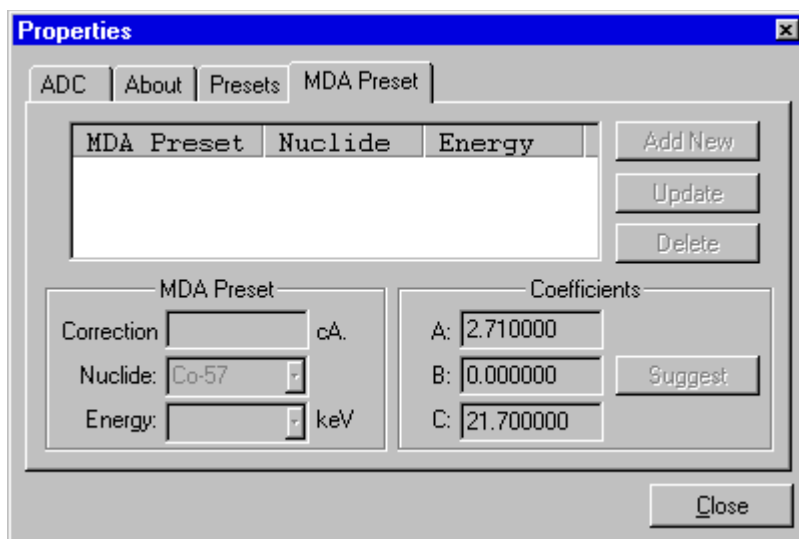 Properties
ADC About Presets MDA Preset
MDA Preset Nuclide Energy
Add New
Update
Delete
MDA Preset
Correction cA.
Nuclide: Co-57
Energy: keV
Coefficients
A: 2.710000
B: 0.000000
Suggest
C: 21.700000
Close